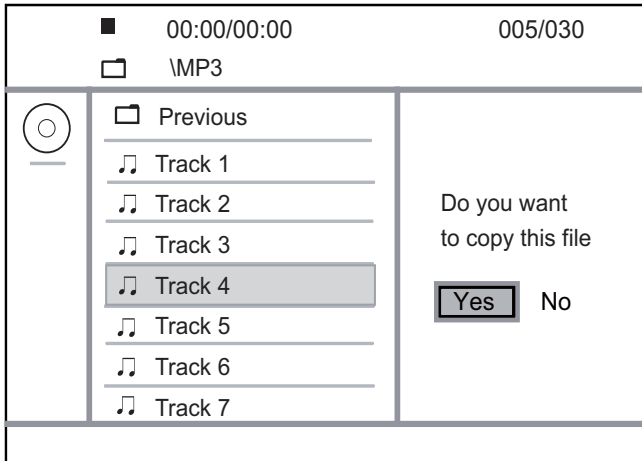 00:00/00:00 005/030
\MP3
Previous
Track 1
Track 2
Track 3
Track 4
Track 5
Track 6
Track 7
Do you want
to copy this file
Yes No